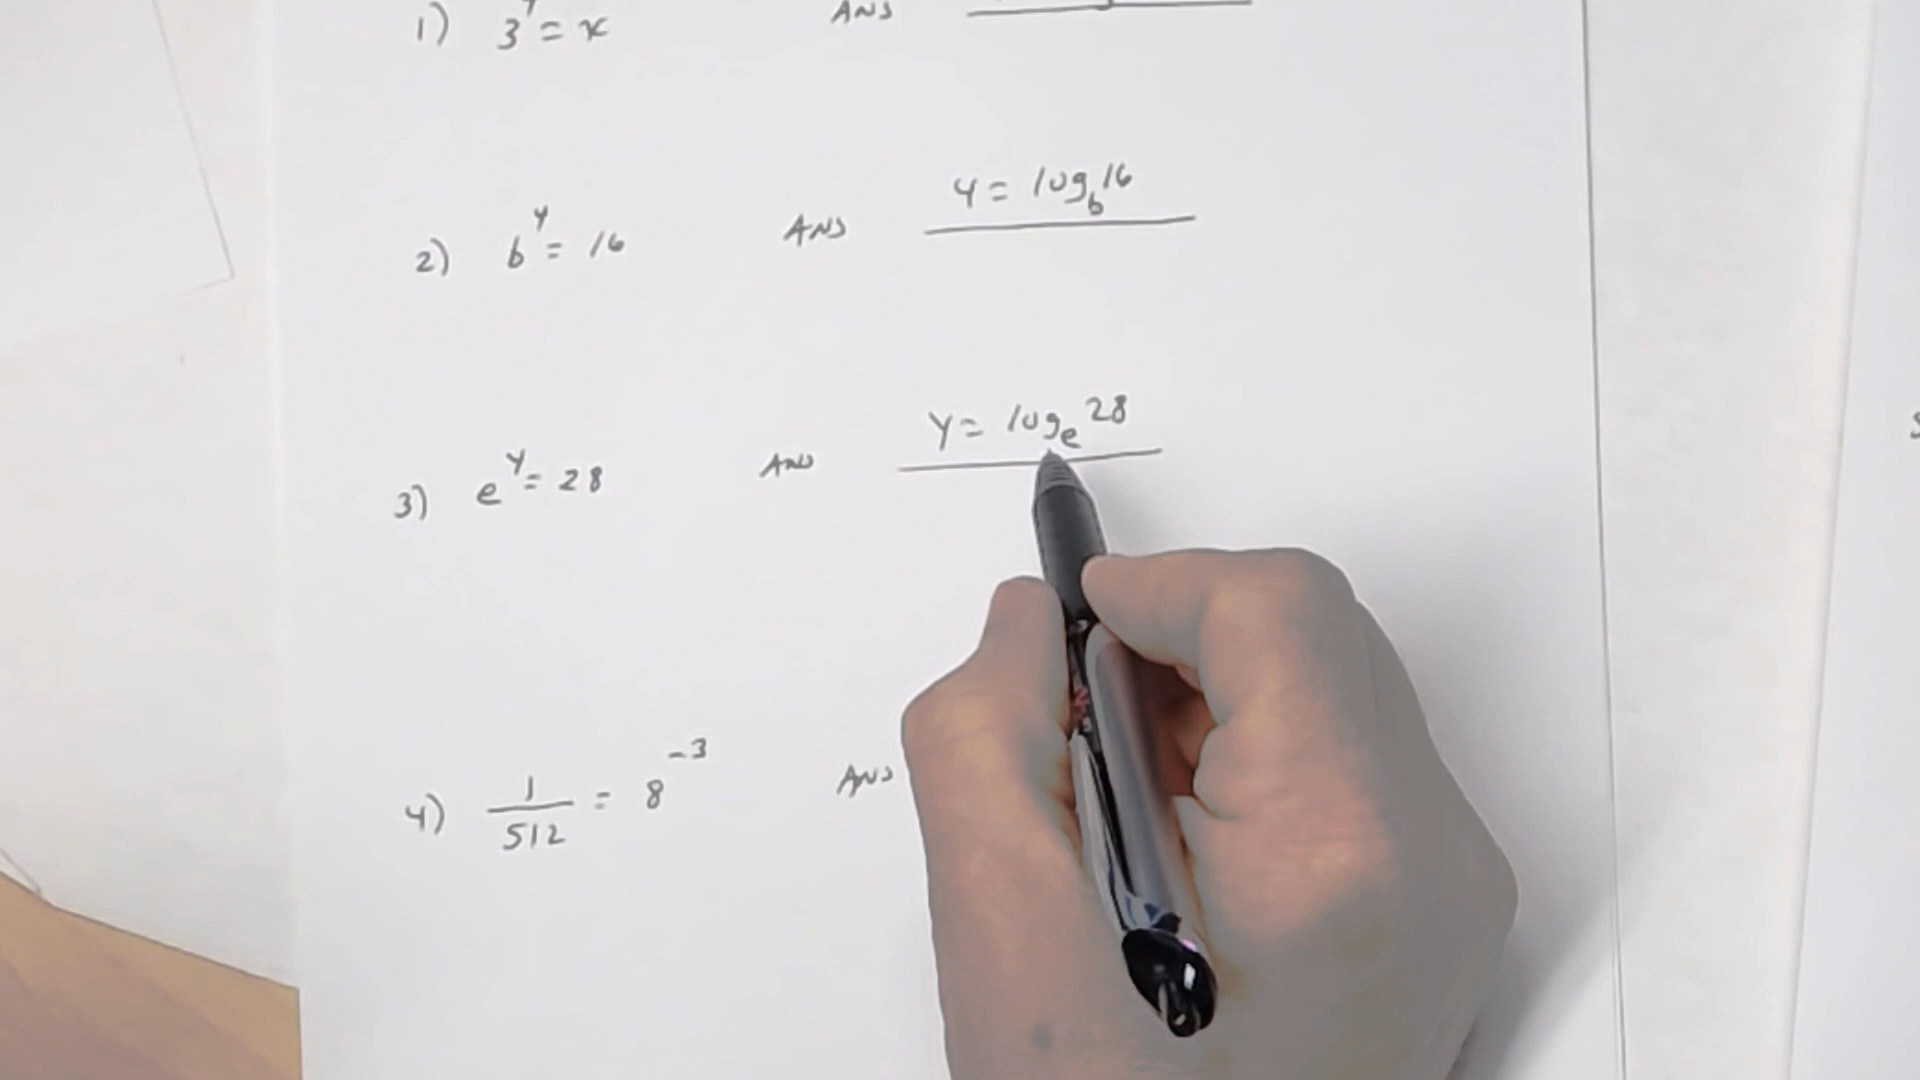 1) 3^y = x ANS
2) b^y = 16 ANS y = log_b 16
3) e^y = 28 ANS y = log_e 28
4) 1/512 = 8^-3 ANS